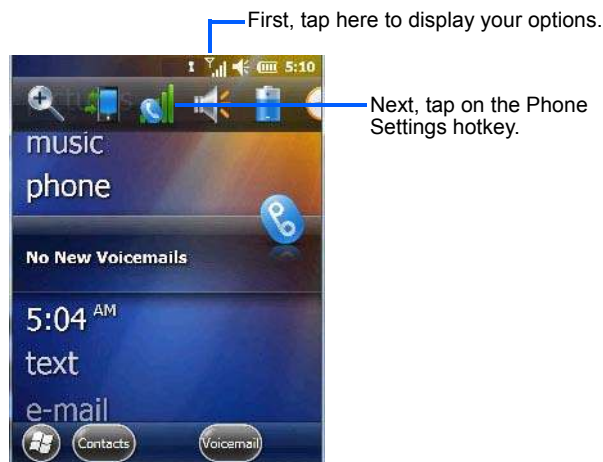 First, tap here to display your options.
5:10
Next, tap on the Phone
Settings hotkey.
music
phone
No New Voicemails
5:04 AM
text
e-mail
Contacts
Voicemail